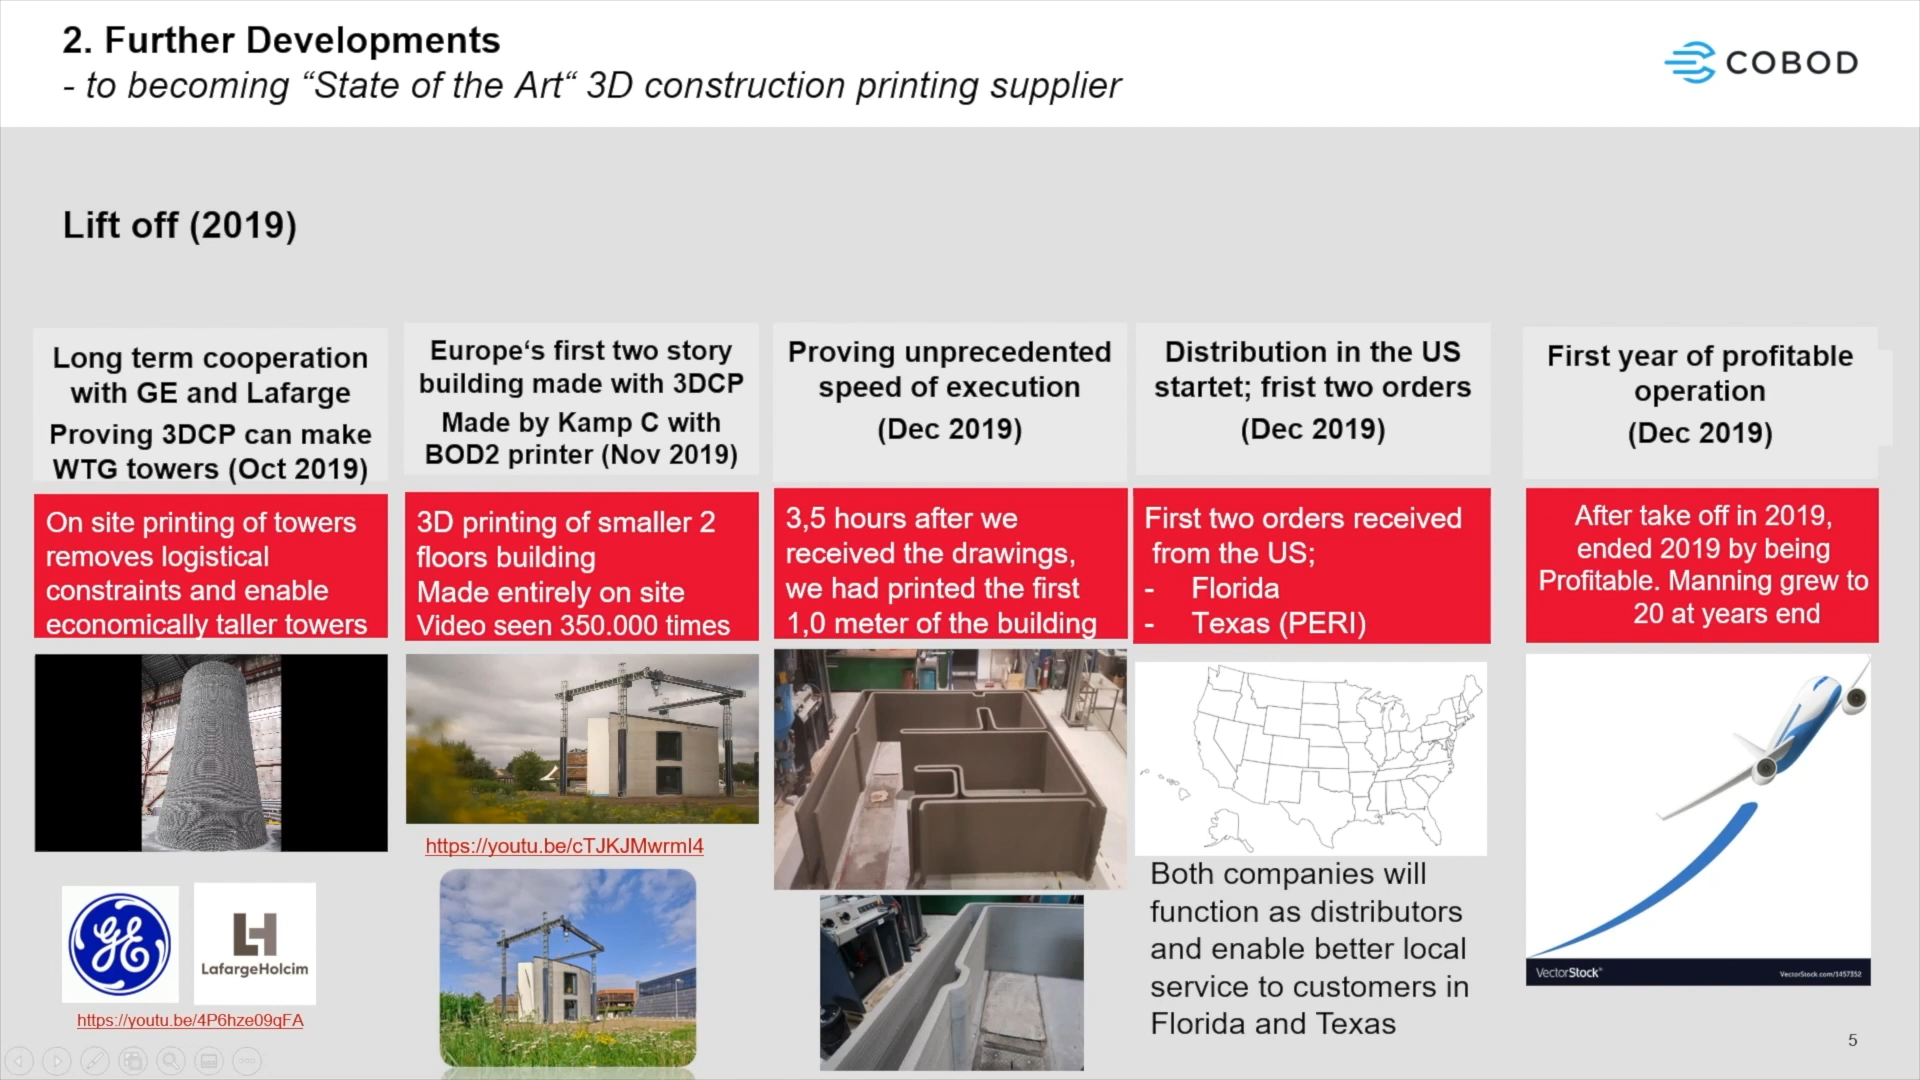 2. Further Developments
- to becoming “State of the Art“ 3D construction printing supplier
COBOD
Lift off (2019)
Long term cooperation
with GE and Lafarge
Proving 3DCP can make
WTG towers (Oct 2019)
On site printing of towers
removes logistical
constraints and enable
economically taller towers
GE
LafargeHolcim
https://youtu.be/4P6hze09qFA
Europe‘s first two story
building made with 3DCP
Made by Kamp C with
BOD2 printer (Nov 2019)
3D printing of smaller 2
floors building
Made entirely on site
Video seen 350.000 times
https://youtu.be/cTJKJMwrmI4
Proving unprecedented
speed of execution
(Dec 2019)
3,5 hours after we
received the drawings,
we had printed the first
1,0 meter of the building
Distribution in the US
startet; frist two orders
(Dec 2019)
First two orders received
from the US;
- Florida
- Texas (PERI)
Both companies will
function as distributors
and enable better local
service to customers in
Florida and Texas
First year of profitable
operation
(Dec 2019)
After take off in 2019,
ended 2019 by being
Profitable. Manning grew to
20 at years end
VectorStock®
VectorStock.com/1457352
5